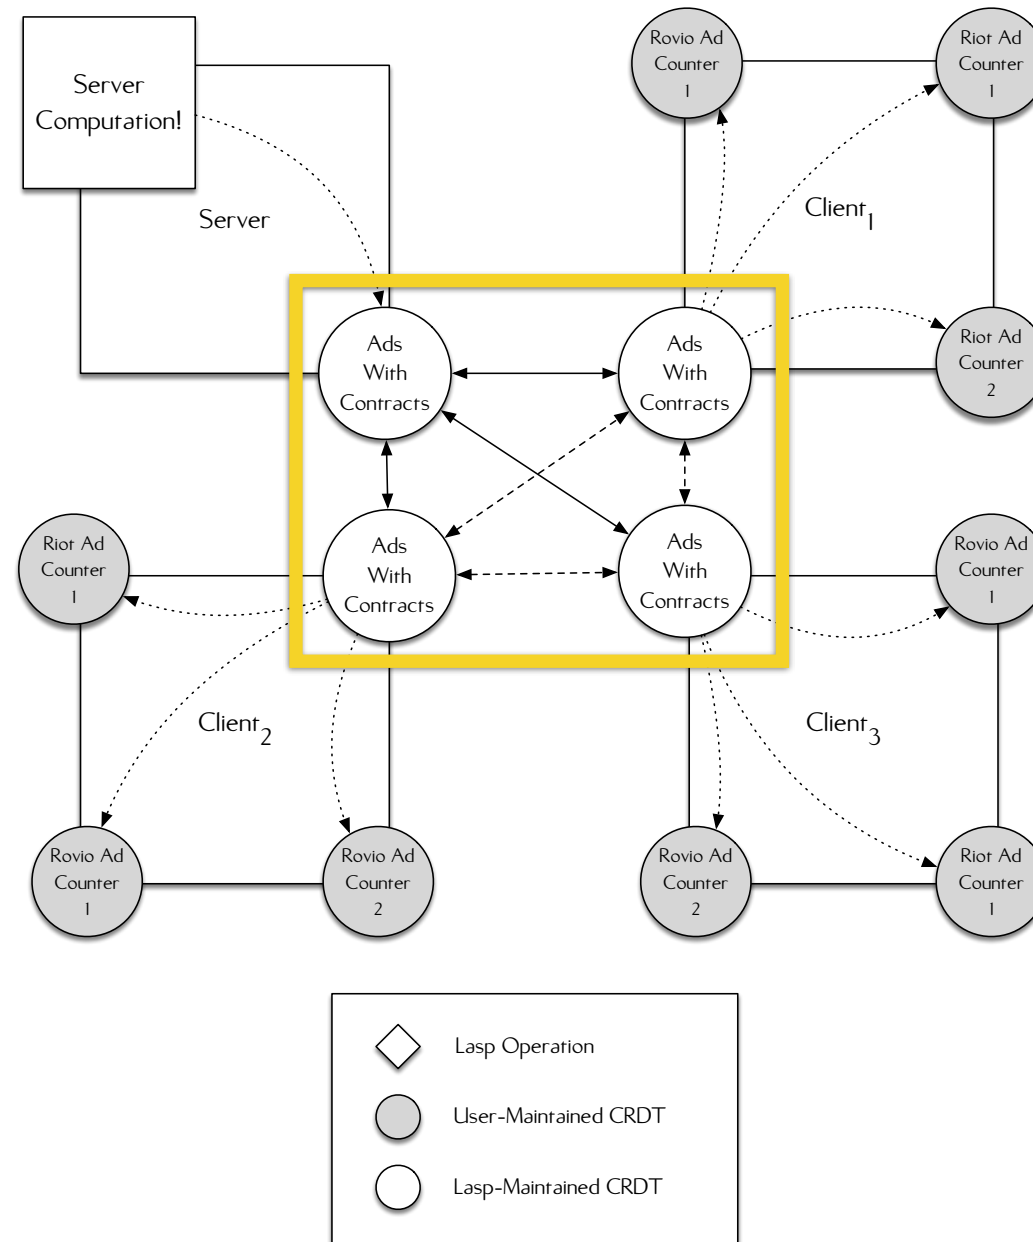 Server
Computation!
Server
Rovio Ad
Counter
1
Riot Ad
Counter
1
Client1
Riot Ad
Counter
2
Ads
With
Contracts
Ads
With
Contracts
Ads
With
Contracts
Ads
With
Contracts
Riot Ad
Counter
1
Client2
Rovio Ad
Counter
1
Rovio Ad
Counter
2
Rovio Ad
Counter
1
Client3
Rovio Ad
Counter
2
Riot Ad
Counter
1
Lasp Operation
User-Maintained CRDT
Lasp-Maintained CRDT